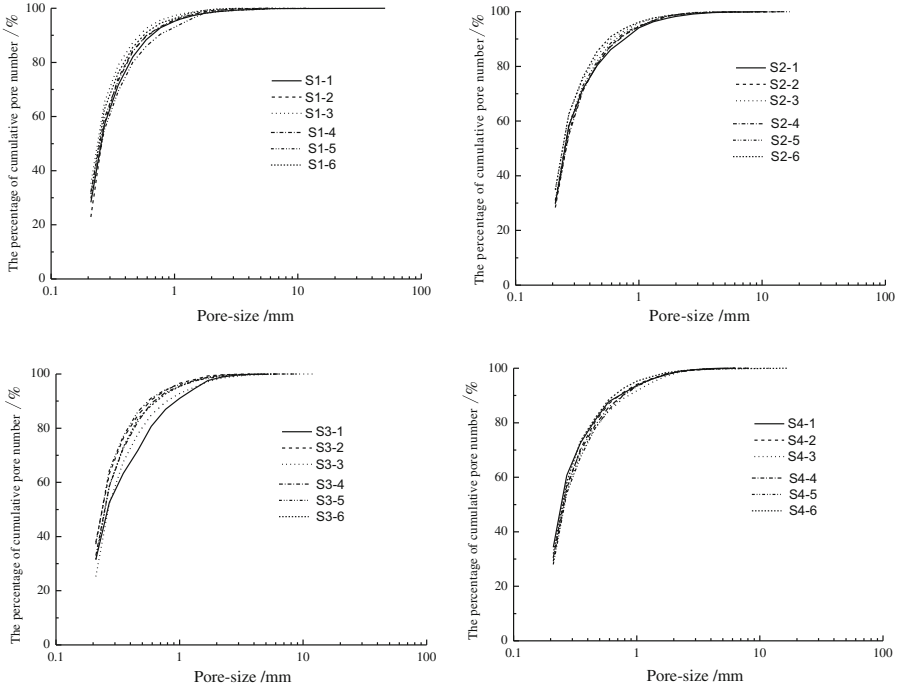 The percentage of cumulative pore number / %
100
80
60
40
20
0
S1-1
S1-2
S1-3
S1-4
S1-5
S1-6
0.1 1 10 100
Pore-size /mm
The percentage of cumulative pore number / %
100
80
60
40
20
0
S2-1
S2-2
S2-3
S2-4
S2-5
S2-6
0.1 1 10 100
Pore-size /mm
The percentage of cumulative pore number / %
100
80
60
40
20
0
S3-1
S3-2
S3-3
S3-4
S3-5
S3-6
0.1 1 10 100
Pore-size /mm
The percentage of cumulative pore number / %
100
80
60
40
20
0
S4-1
S4-2
S4-3
S4-4
S4-5
S4-6
0.1 1 10 100
Pore-size /mm